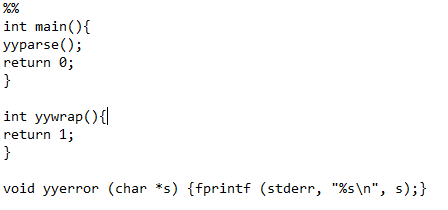 %%
int main(){
yyparse();
return 0;
}

int yywrap(){
return 1;
}

void yyerror (char *s) {fprintf (stderr, "%s\n", s);}